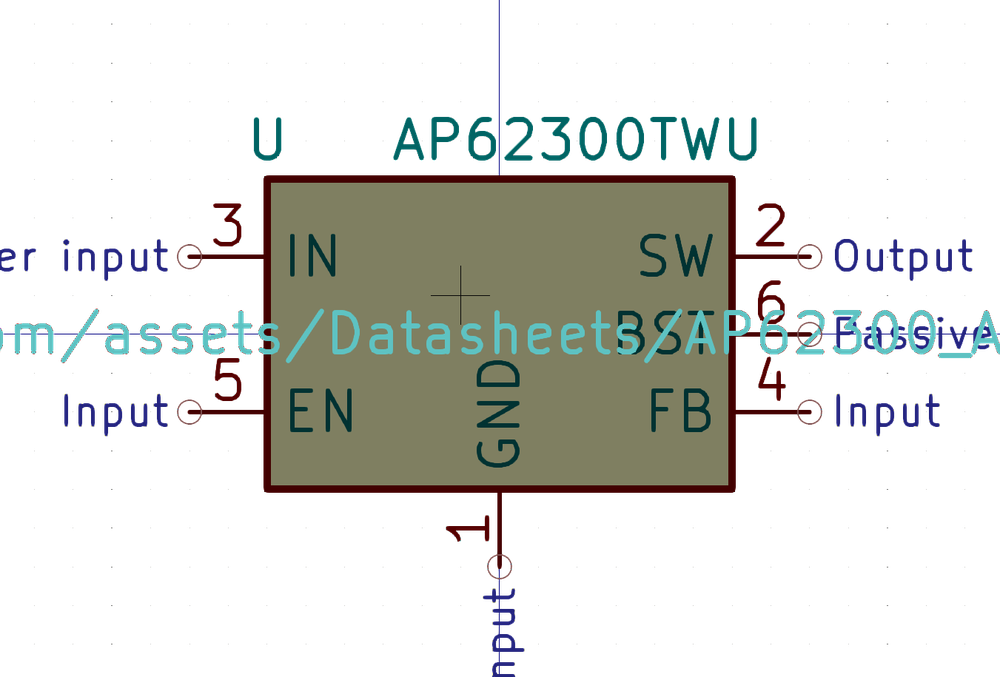 U AP62300TWU
3 2
er input IN SW Output
6
om/assets/Datasheets/AP62300_A
BST Passive
5 4
Input EN FB Input
GND
1
nput